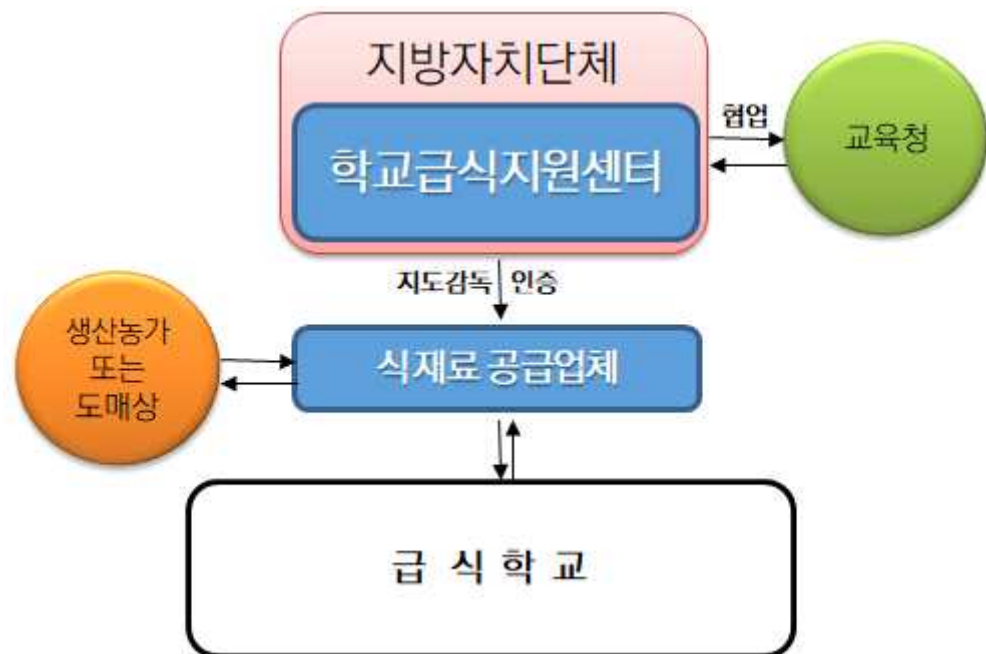 지방자치단체
학교급식지원센터
협업
교육청
지도감독 인증
생산농가
또는
도매상
식재료 공급업체
급 식 학 교